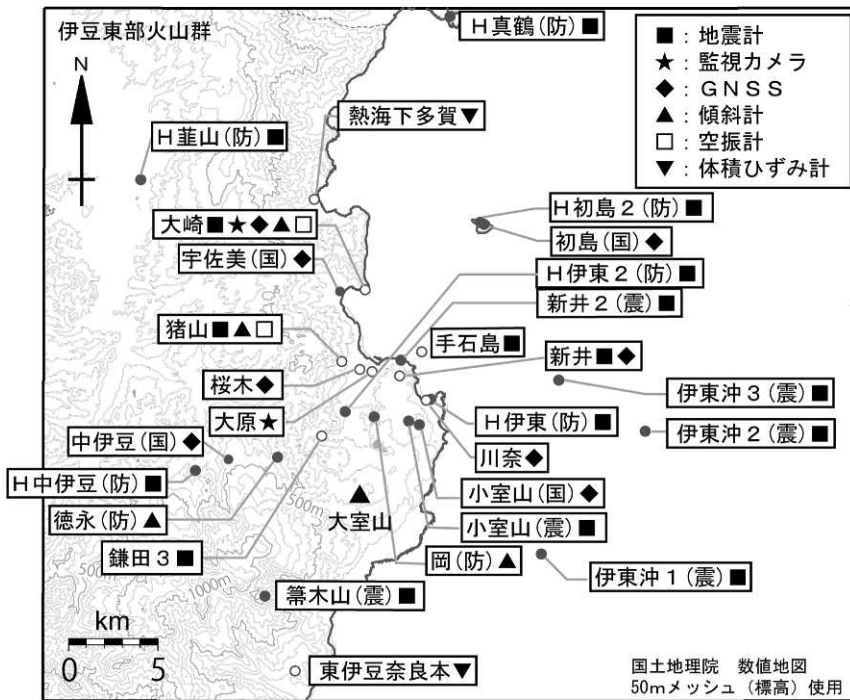 伊豆東部火山群
N
H真鶴(防)■
■：地震計
★：監視カメラ
◆：GNSS
▲：傾斜計
□：空振計
▼：体積ひずみ計
熱海下多賀▼
H韮山(防)■
H初島2(防)■
大崎■★◆▲□
初島(国)◆
宇佐美(国)◆
H伊東2(防)■
新井2(震)■
猪山■▲□
手石島■
新井■◆
桜木◆
伊東沖3(震)■
大原★
H伊東(防)■
伊東沖2(震)■
中伊豆(国)◆
川奈◆
H中伊豆(防)■
小室山(国)◆
500m
徳永(防)▲
大室山
小室山(震)■
鎌田3■
岡(防)▲
伊東沖1(震)■
500m
1000m
箒木山(震)■
km
0 5
東伊豆奈良本▼
国土地理院 数値地図
50mメッシュ(標高)使用